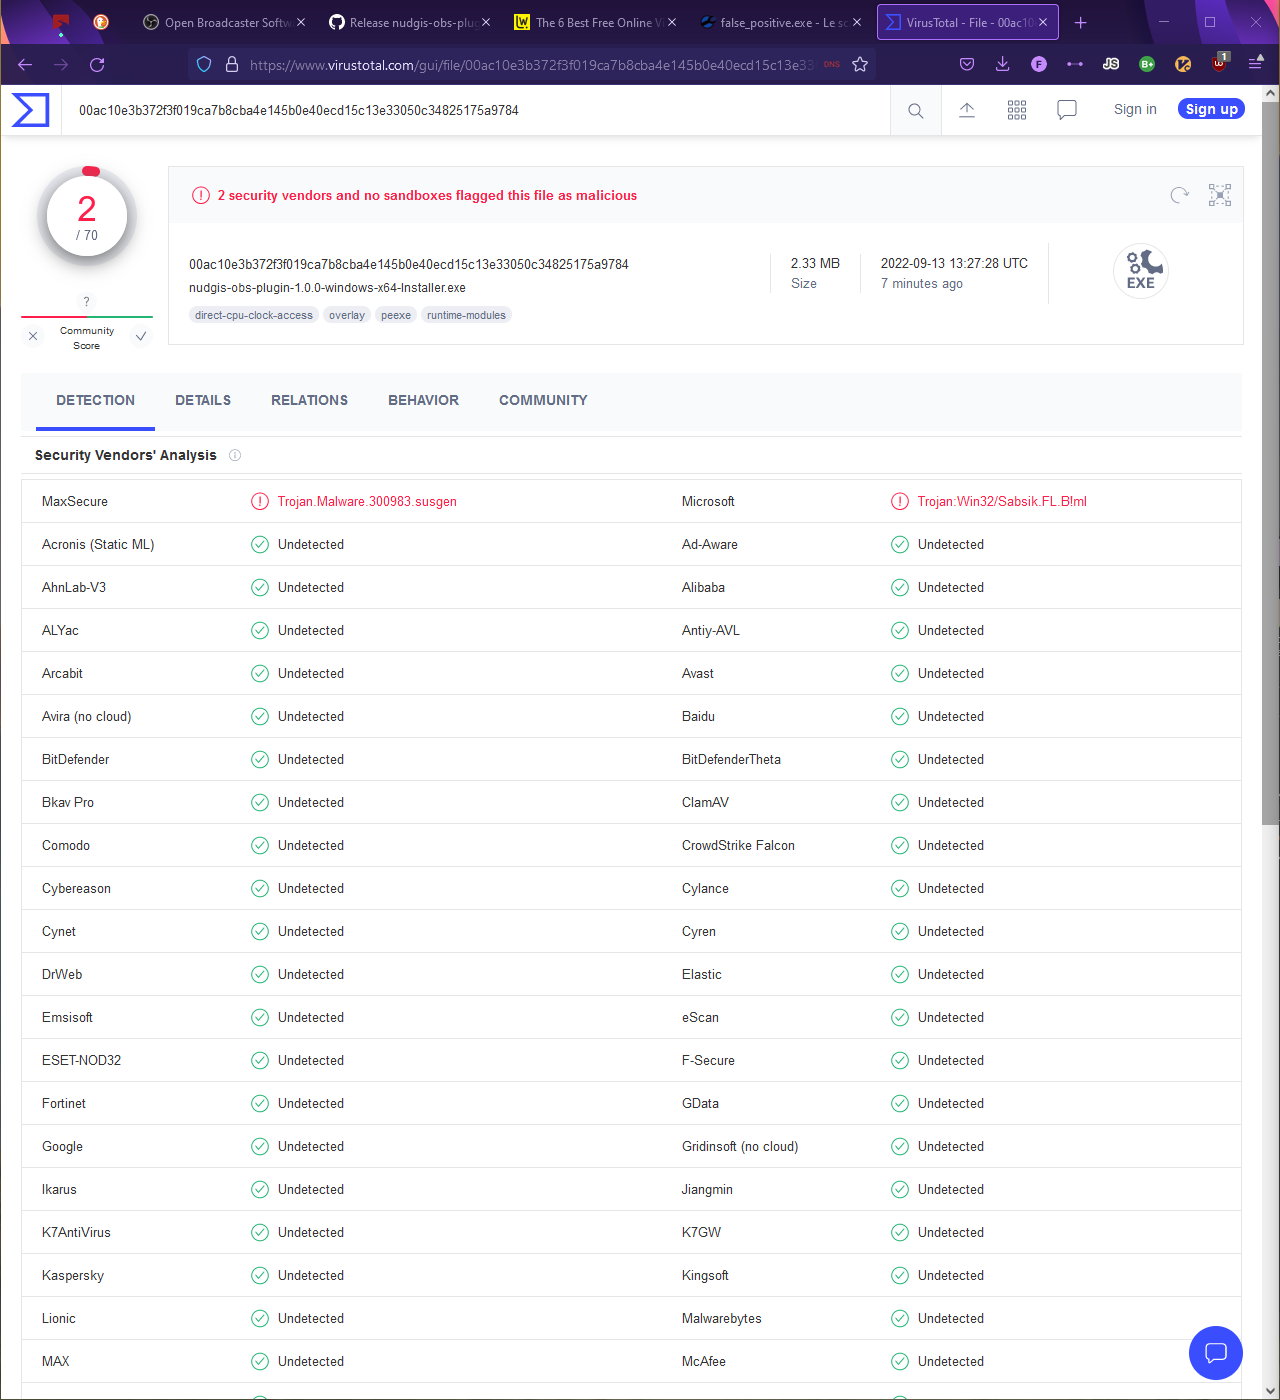 Open Broadcaster Softw
Release nudgis-obs-plug
The 6 Best Free Online Vi
false_positive.exe - Le sc
VirusTotal - File - 00ac10e
https://www.virustotal.com/gui/file/00ac10e3b372f3f019ca7b8cba4e145b0e40ecd15c13e33
DNS
F
JS
B+
1
00ac10e3b372f3f019ca7b8cba4e145b0e40ecd15c13e33050c34825175a9784
Sign in
Sign up
2
/ 70
?
Community
Score
2 security vendors and no sandboxes flagged this file as malicious
00ac10e3b372f3f019ca7b8cba4e145b0e40ecd15c13e33050c34825175a9784
nudgis-obs-plugin-1.0.0-windows-x64-Installer.exe
direct-cpu-clock-access overlay peexe runtime-modules
2.33 MB
Size
2022-09-13 13:27:28 UTC
7 minutes ago
EXE
DETECTION DETAILS RELATIONS BEHAVIOR COMMUNITY
Security Vendors' Analysis
MaxSecure Trojan.Malware.300983.susgen Microsoft Trojan:Win32/Sabsik.FL.B!ml
Acronis (Static ML) Undetected Ad-Aware Undetected
AhnLab-V3 Undetected Alibaba Undetected
ALYac Undetected Antiy-AVL Undetected
Arcabit Undetected Avast Undetected
Avira (no cloud) Undetected Baidu Undetected
BitDefender Undetected BitDefenderTheta Undetected
Bkav Pro Undetected ClamAV Undetected
Comodo Undetected CrowdStrike Falcon Undetected
Cybereason Undetected Cylance Undetected
Cynet Undetected Cyren Undetected
DrWeb Undetected Elastic Undetected
Emsisoft Undetected eScan Undetected
ESET-NOD32 Undetected F-Secure Undetected
Fortinet Undetected GData Undetected
Google Undetected Gridinsoft (no cloud) Undetected
Ikarus Undetected Jiangmin Undetected
K7AntiVirus Undetected K7GW Undetected
Kaspersky Undetected Kingsoft Undetected
Lionic Undetected Malwarebytes Undetected
MAX Undetected McAfee Undetected